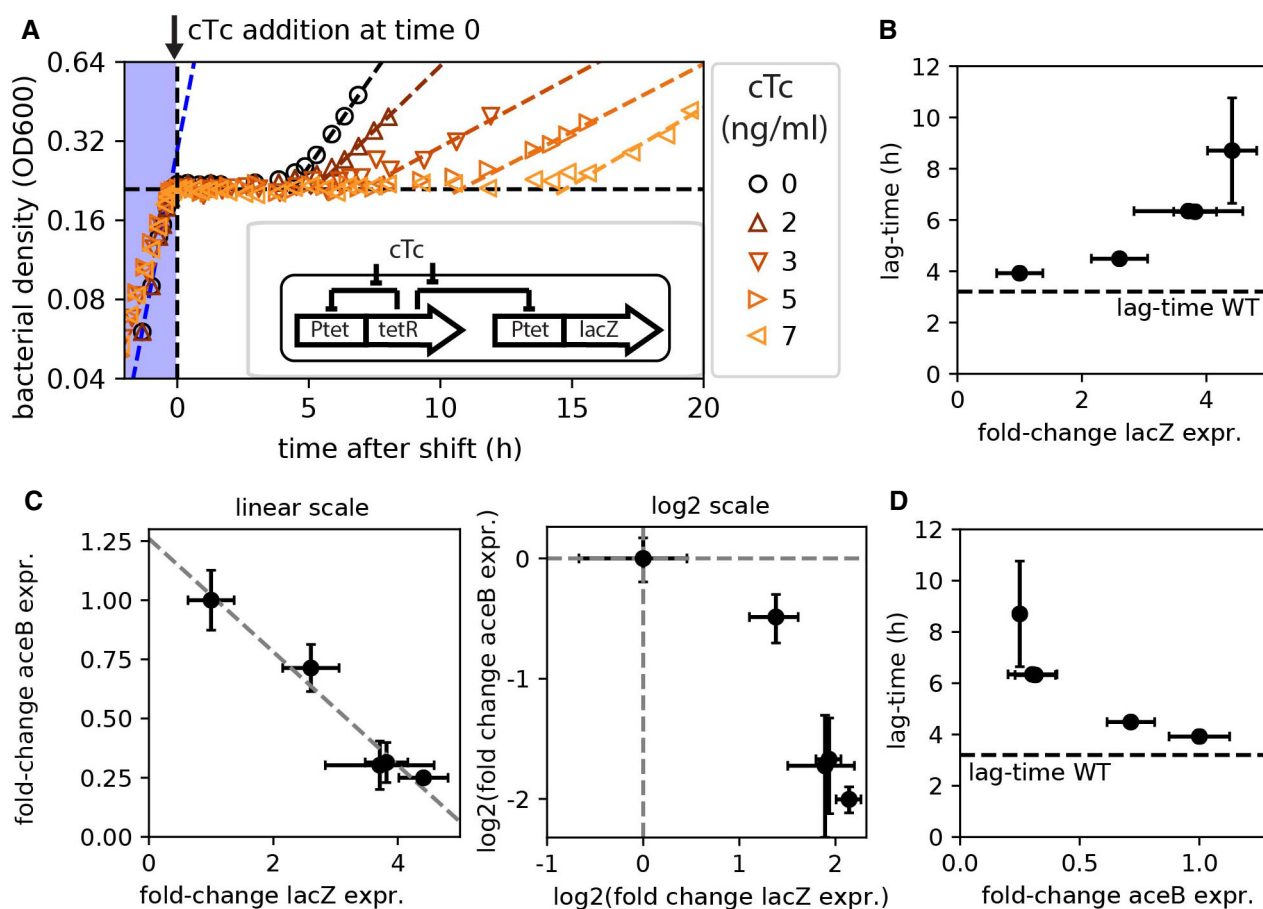 A
cTc addition at time 0
bacterial density (OD600)
0.64
0.32
0.16
0.08
0.04
0
5
10
15
20
time after shift (h)
cTc
Ptet
tetR
Ptet
lacZ
cTc
(ng/ml)
0
2
3
5
7
B
lag-time (h)
12
10
8
6
4
2
0
lag-time WT
0
2
4
fold-change lacZ expr.
C
linear scale
fold-change aceB expr.
1.25
1.00
0.75
0.50
0.25
0.00
0
2
4
fold-change lacZ expr.
log2 scale
log2(fold change aceB expr.)
0
-1
-2
-1
0
1
2
log2(fold change lacZ expr.)
D
lag-time (h)
12
10
8
6
4
2
0
lag-time WT
0.0
0.5
1.0
fold-change aceB expr.